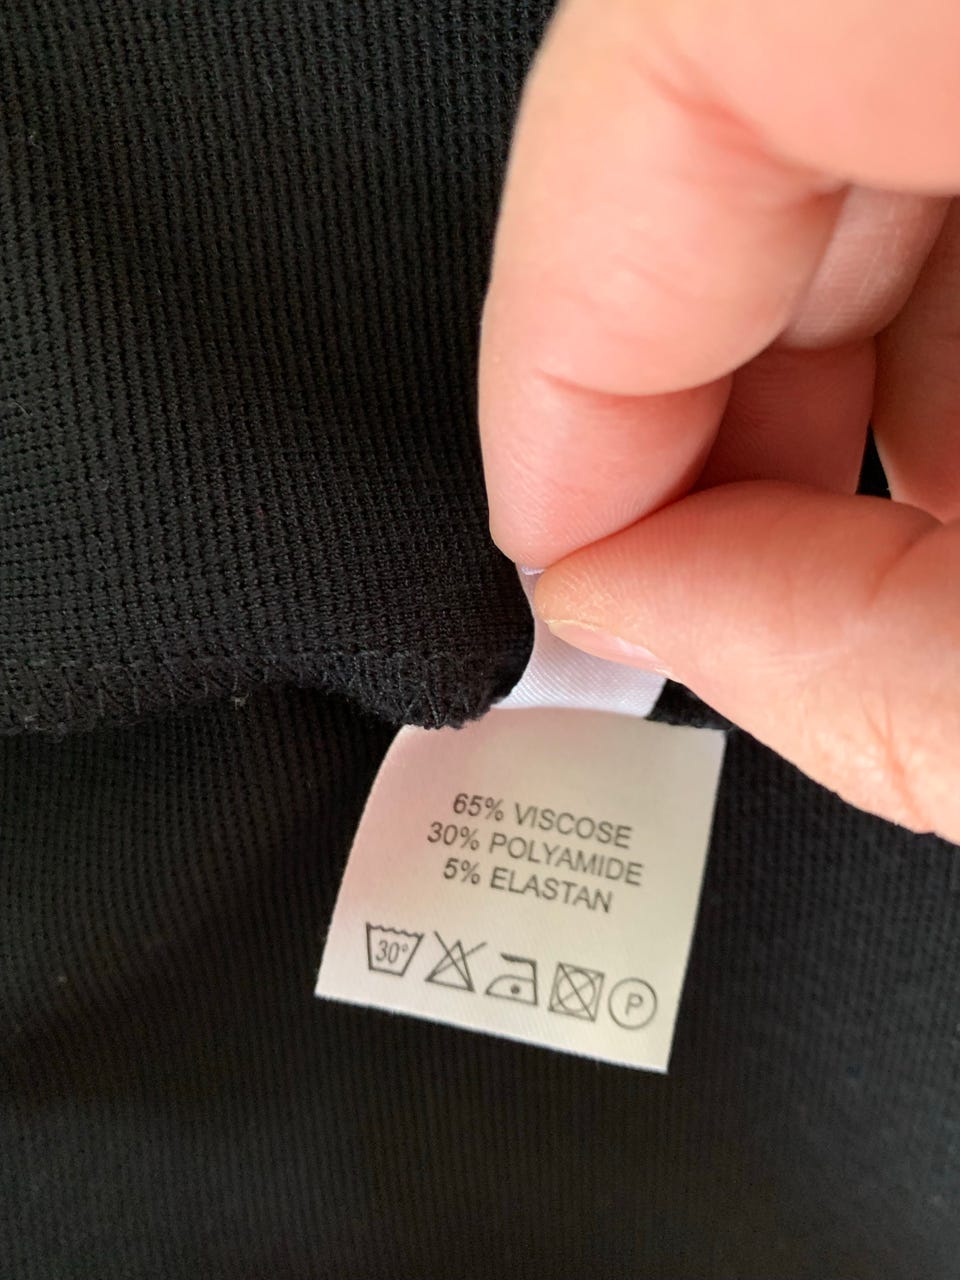 65% VISCOSE
30% POLYAMIDE
5% ELASTAN
30° P